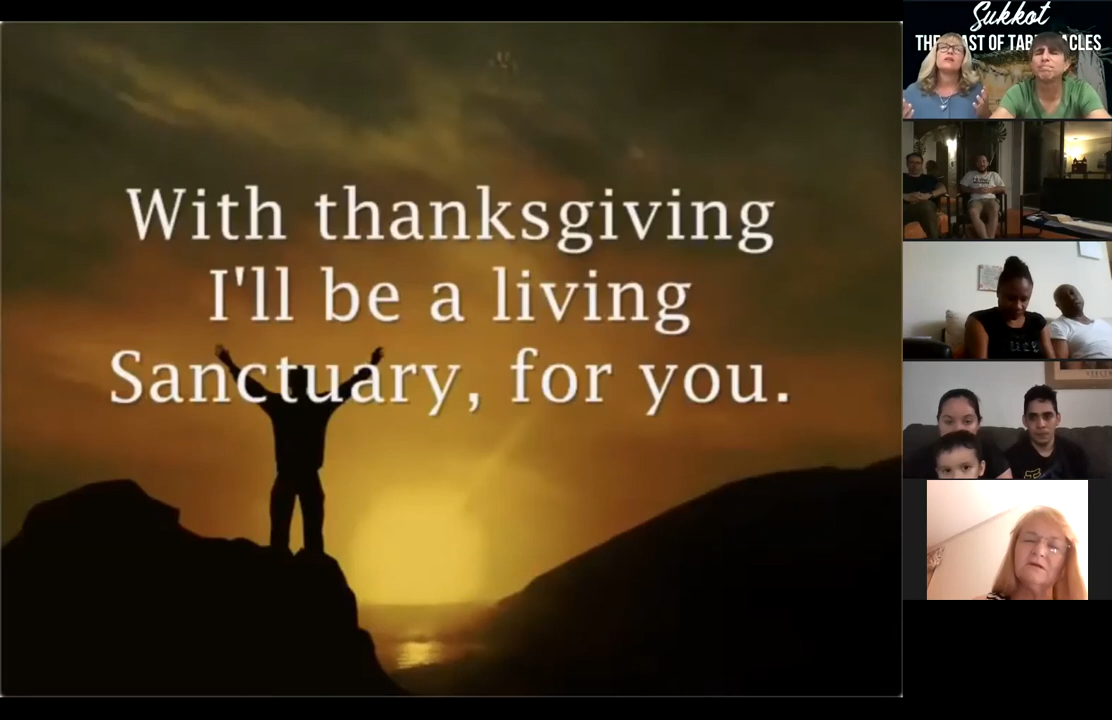 With thanksgiving
I'll be a living
Sanctuary, for you.
Sukkot